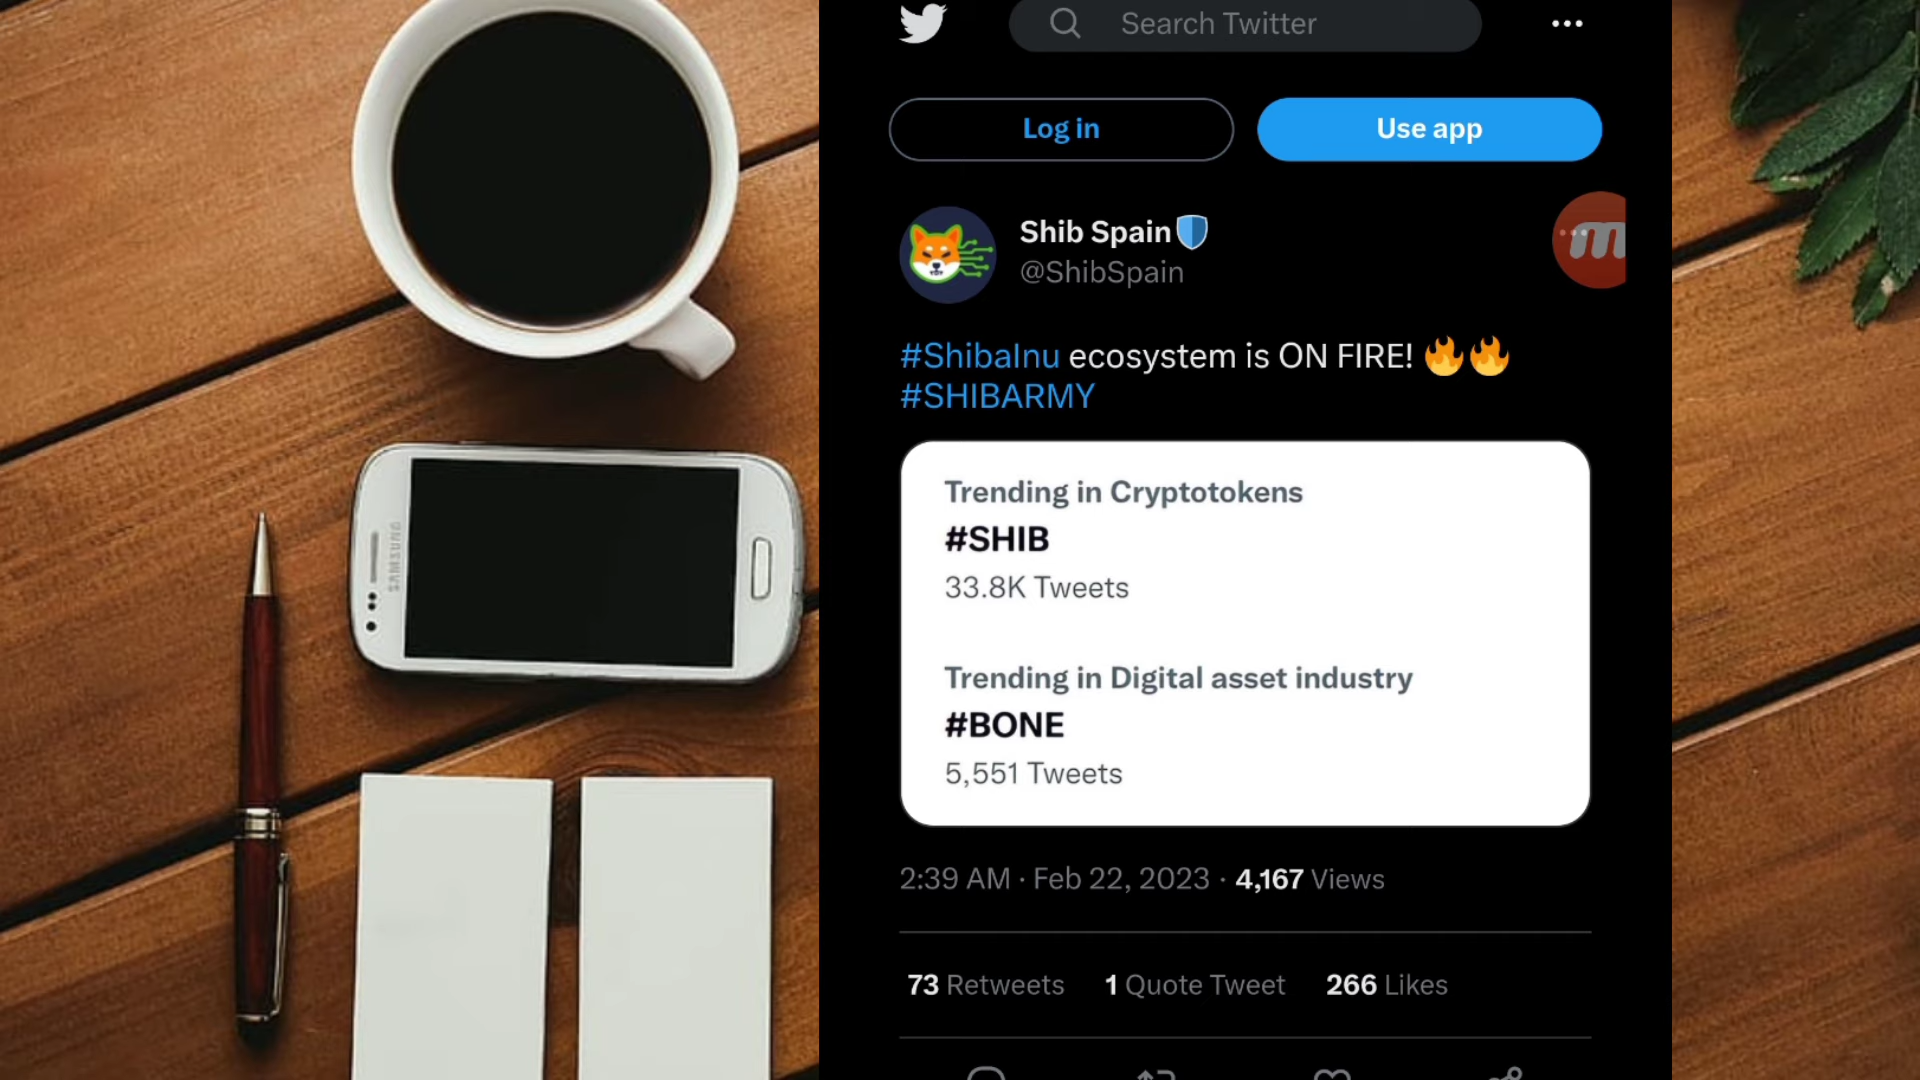 SAMSUNG
Search Twitter
Log in
Use app
Shib Spain
@ShibSpain
#ShibaInu ecosystem is ON FIRE! 🔥🔥
#SHIBARMY
Trending in Cryptotokens
#SHIB
33.8K Tweets
Trending in Digital asset industry
#BONE
5,551 Tweets
2:39 AM · Feb 22, 2023 · 4,167 Views
73 Retweets 1 Quote Tweet 266 Likes
m